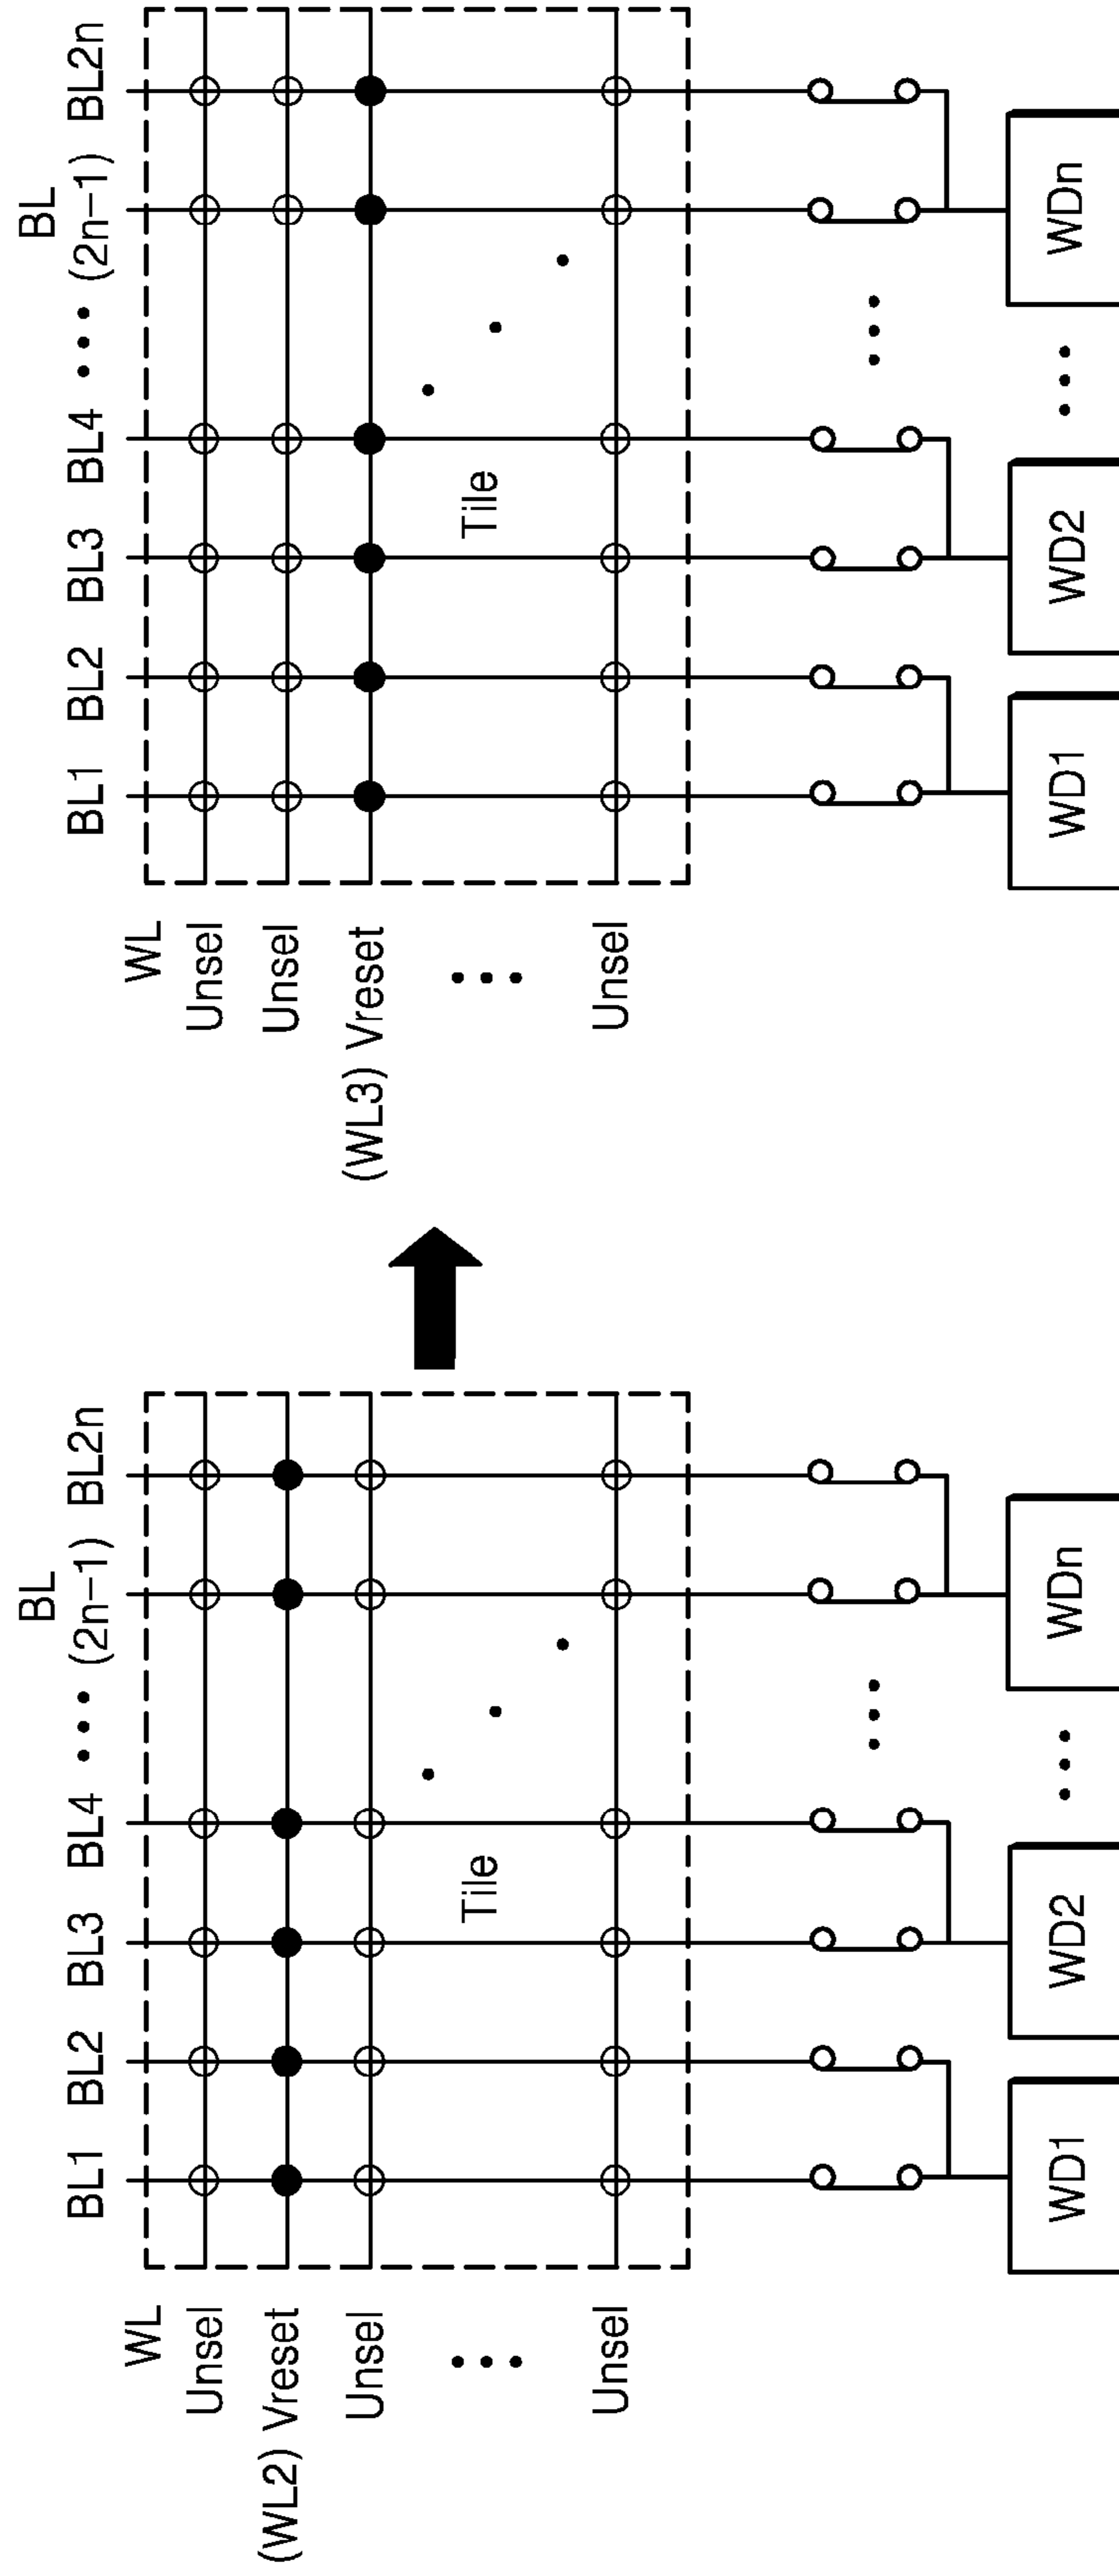 BL
BL1 BL2 BL3 BL4 ••• (2n−1) BL2n
WL
Unsel
(WL2) Vreset
Unsel
•••
Unsel
Tile
•••
WD1 WD2 ••• WDn
BL
BL1 BL2 BL3 BL4 ••• (2n−1) BL2n
WL
Unsel
Unsel
(WL3) Vreset
•••
Unsel
Tile
•••
WD1 WD2 ••• WDn